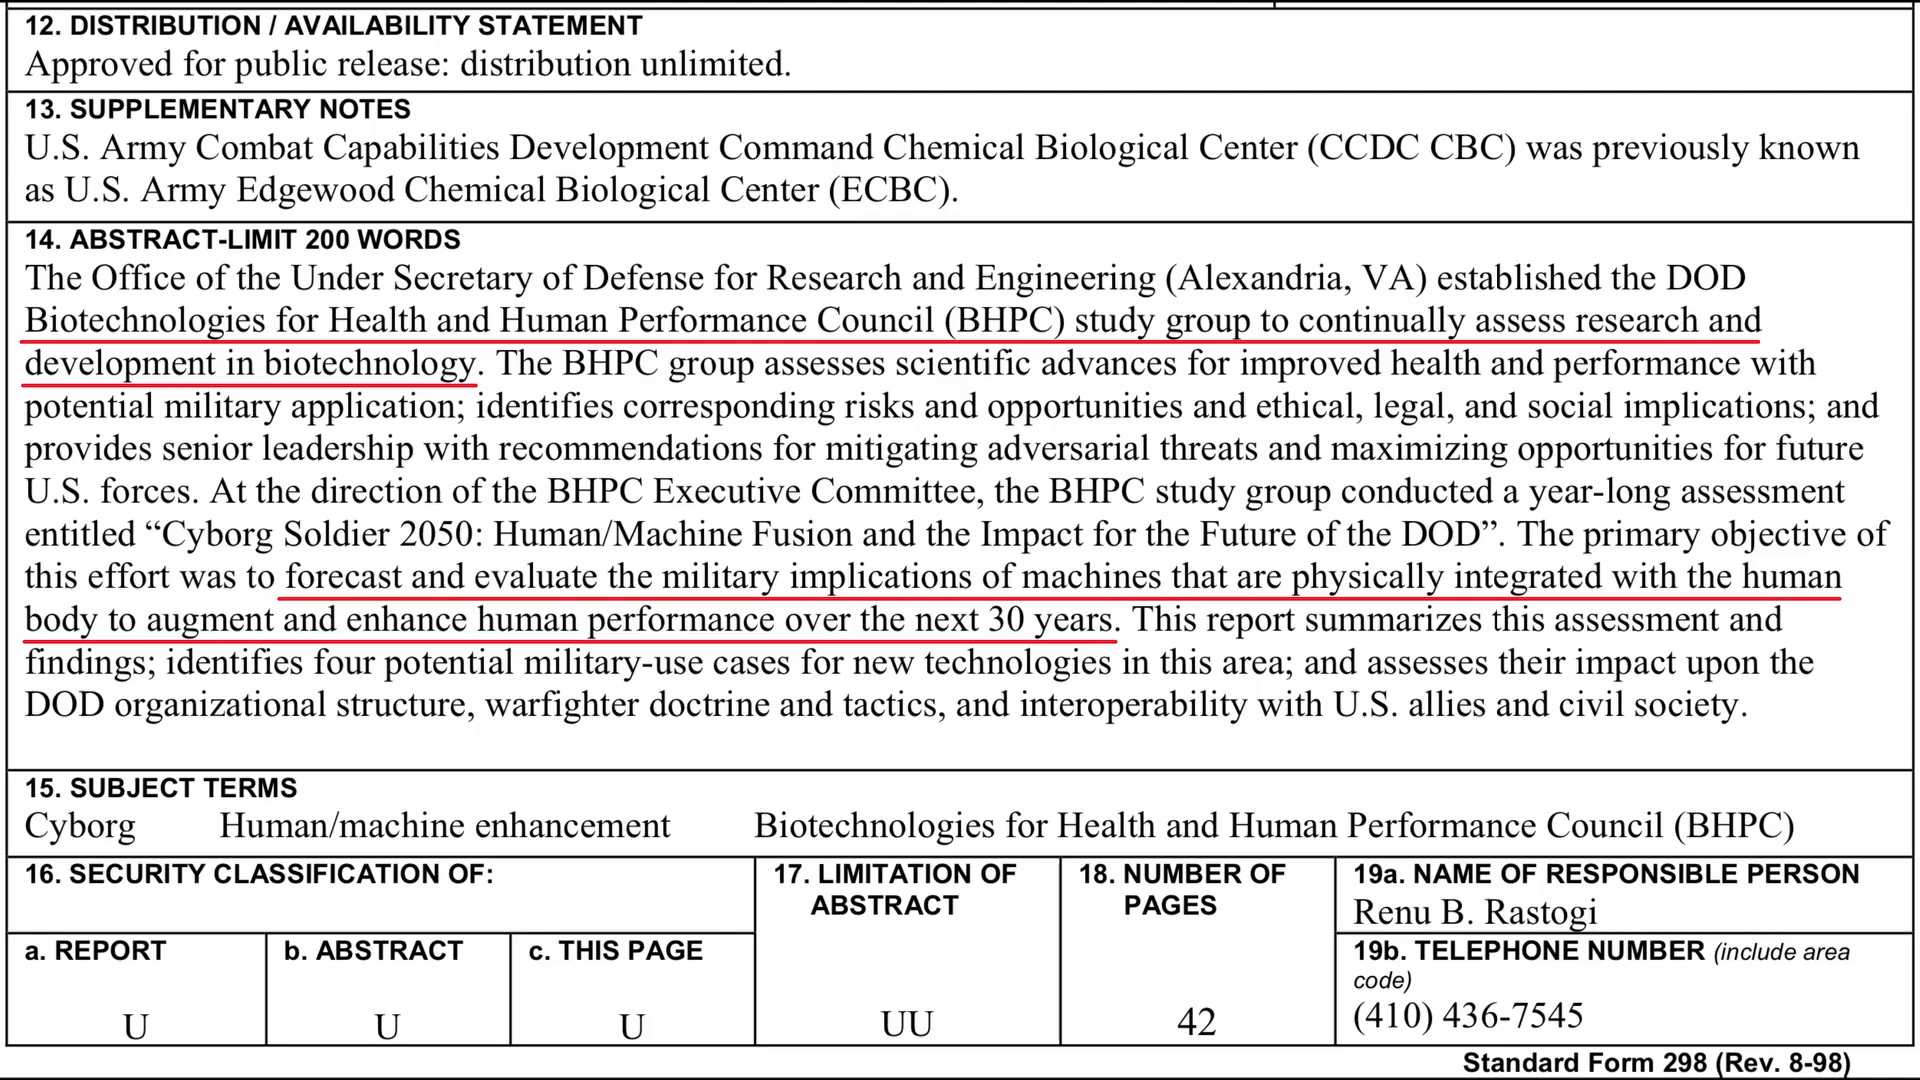 12. DISTRIBUTION / AVAILABILITY STATEMENT
Approved for public release: distribution unlimited.
13. SUPPLEMENTARY NOTES
U.S. Army Combat Capabilities Development Command Chemical Biological Center (CCDC CBC) was previously known
as U.S. Army Edgewood Chemical Biological Center (ECBC).
14. ABSTRACT-LIMIT 200 WORDS
The Office of the Under Secretary of Defense for Research and Engineering (Alexandria, VA) established the DOD
Biotechnologies for Health and Human Performance Council (BHPC) study group to continually assess research and
development in biotechnology. The BHPC group assesses scientific advances for improved health and performance with
potential military application; identifies corresponding risks and opportunities and ethical, legal, and social implications; and
provides senior leadership with recommendations for mitigating adversarial threats and maximizing opportunities for future
U.S. forces. At the direction of the BHPC Executive Committee, the BHPC study group conducted a year-long assessment
entitled “Cyborg Soldier 2050: Human/Machine Fusion and the Impact for the Future of the DOD”. The primary objective of
this effort was to forecast and evaluate the military implications of machines that are physically integrated with the human
body to augment and enhance human performance over the next 30 years. This report summarizes this assessment and
findings; identifies four potential military-use cases for new technologies in this area; and assesses their impact upon the
DOD organizational structure, warfighter doctrine and tactics, and interoperability with U.S. allies and civil society.
15. SUBJECT TERMS
Cyborg Human/machine enhancement Biotechnologies for Health and Human Performance Council (BHPC)
16. SECURITY CLASSIFICATION OF:
a. REPORT
U
b. ABSTRACT
U
c. THIS PAGE
U
17. LIMITATION OF
ABSTRACT
UU
18. NUMBER OF
PAGES
42
19a. NAME OF RESPONSIBLE PERSON
Renu B. Rastogi
19b. TELEPHONE NUMBER (include area
code)
(410) 436-7545
Standard Form 298 (Rev. 8-98)